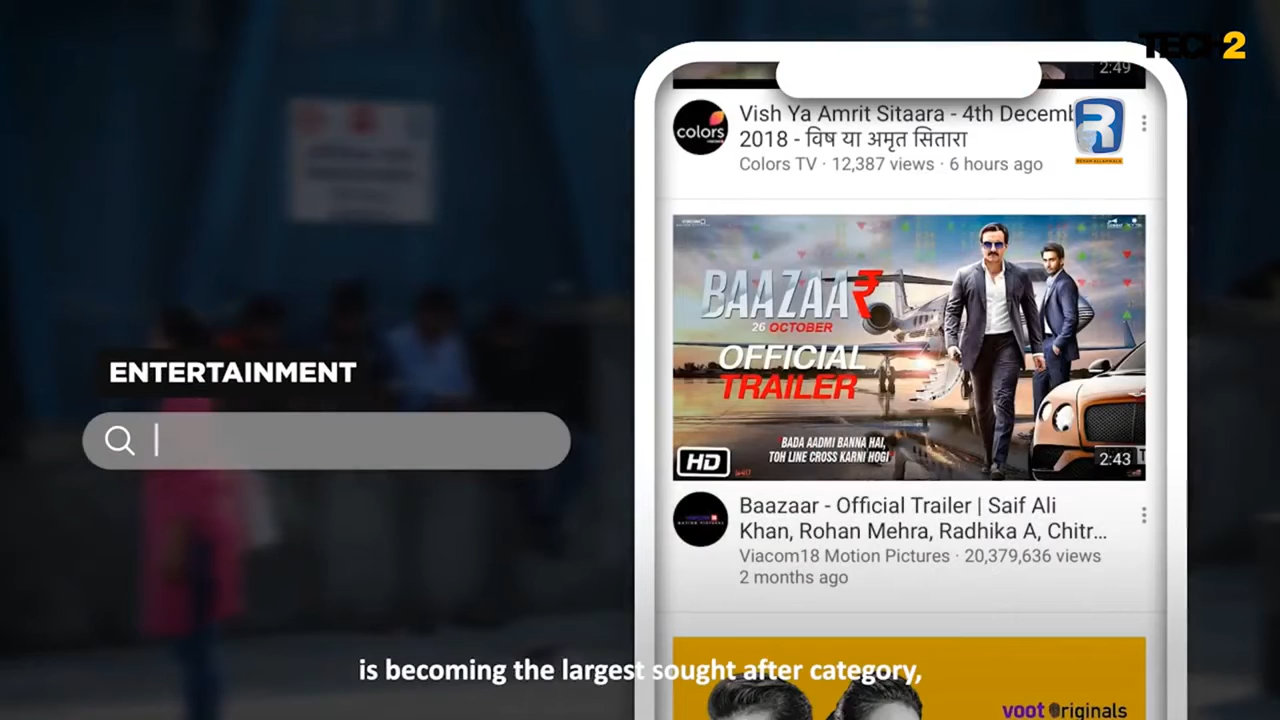 TECH2
2:49
colors
Vish Ya Amrit Sitaara - 4th Decemb
2018 - विष या अमृत सितारा
Colors TV · 12,387 views · 6 hours ago
R
REHAN ALLAHWALA
BAAZAA₹
26 OCTOBER
OFFICIAL
TRAILER
BADA AADMI BANNA HAI,
TOH LINE CROSS KARNI HOGI
HD
2:43
Baazaar - Official Trailer | Saif Ali
Khan, Rohan Mehra, Radhika A, Chitr...
Viacom18 Motion Pictures · 20,379,636 views
2 months ago
ENTERTAINMENT
is becoming the largest sought after category,
voot Originals